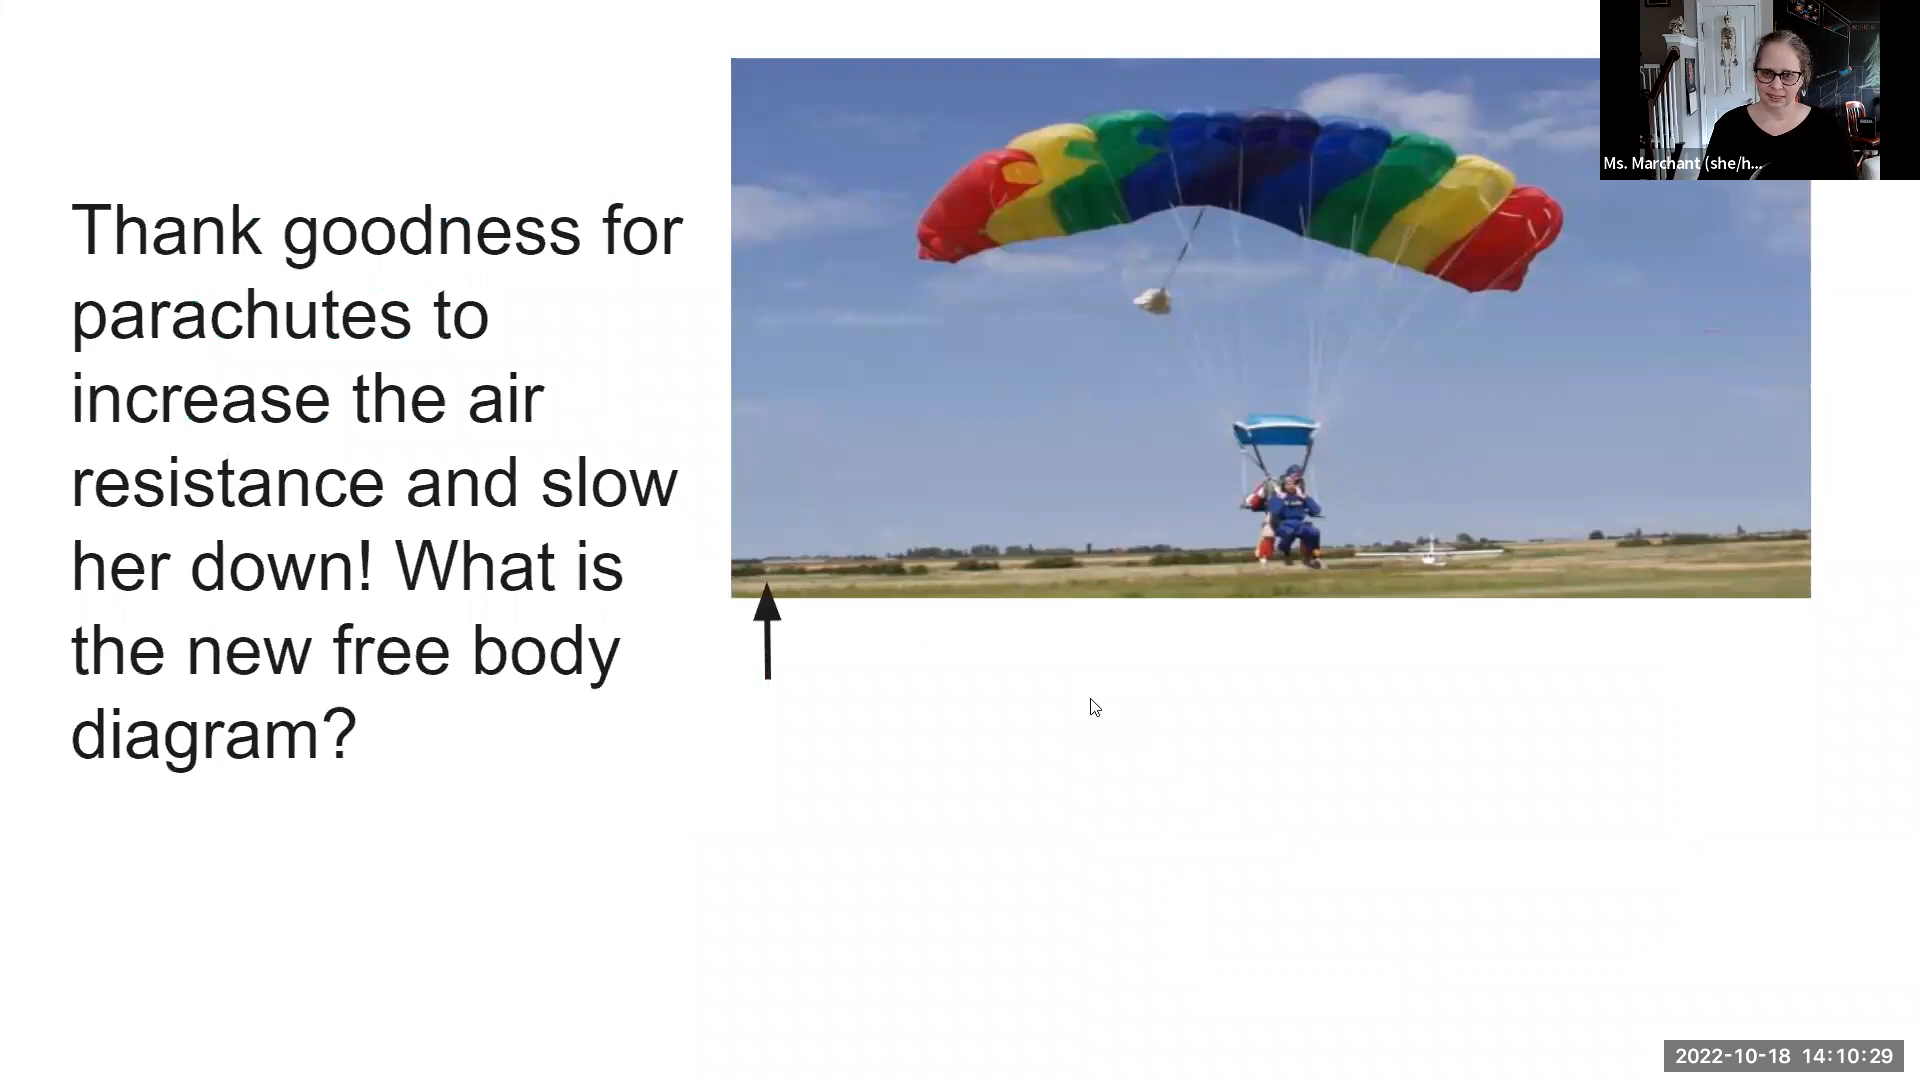 Thank goodness for
parachutes to
increase the air
resistance and slow
her down! What is
the new free body
diagram?
Ms. Marchant (she/h...
2022-10-18 14:10:29